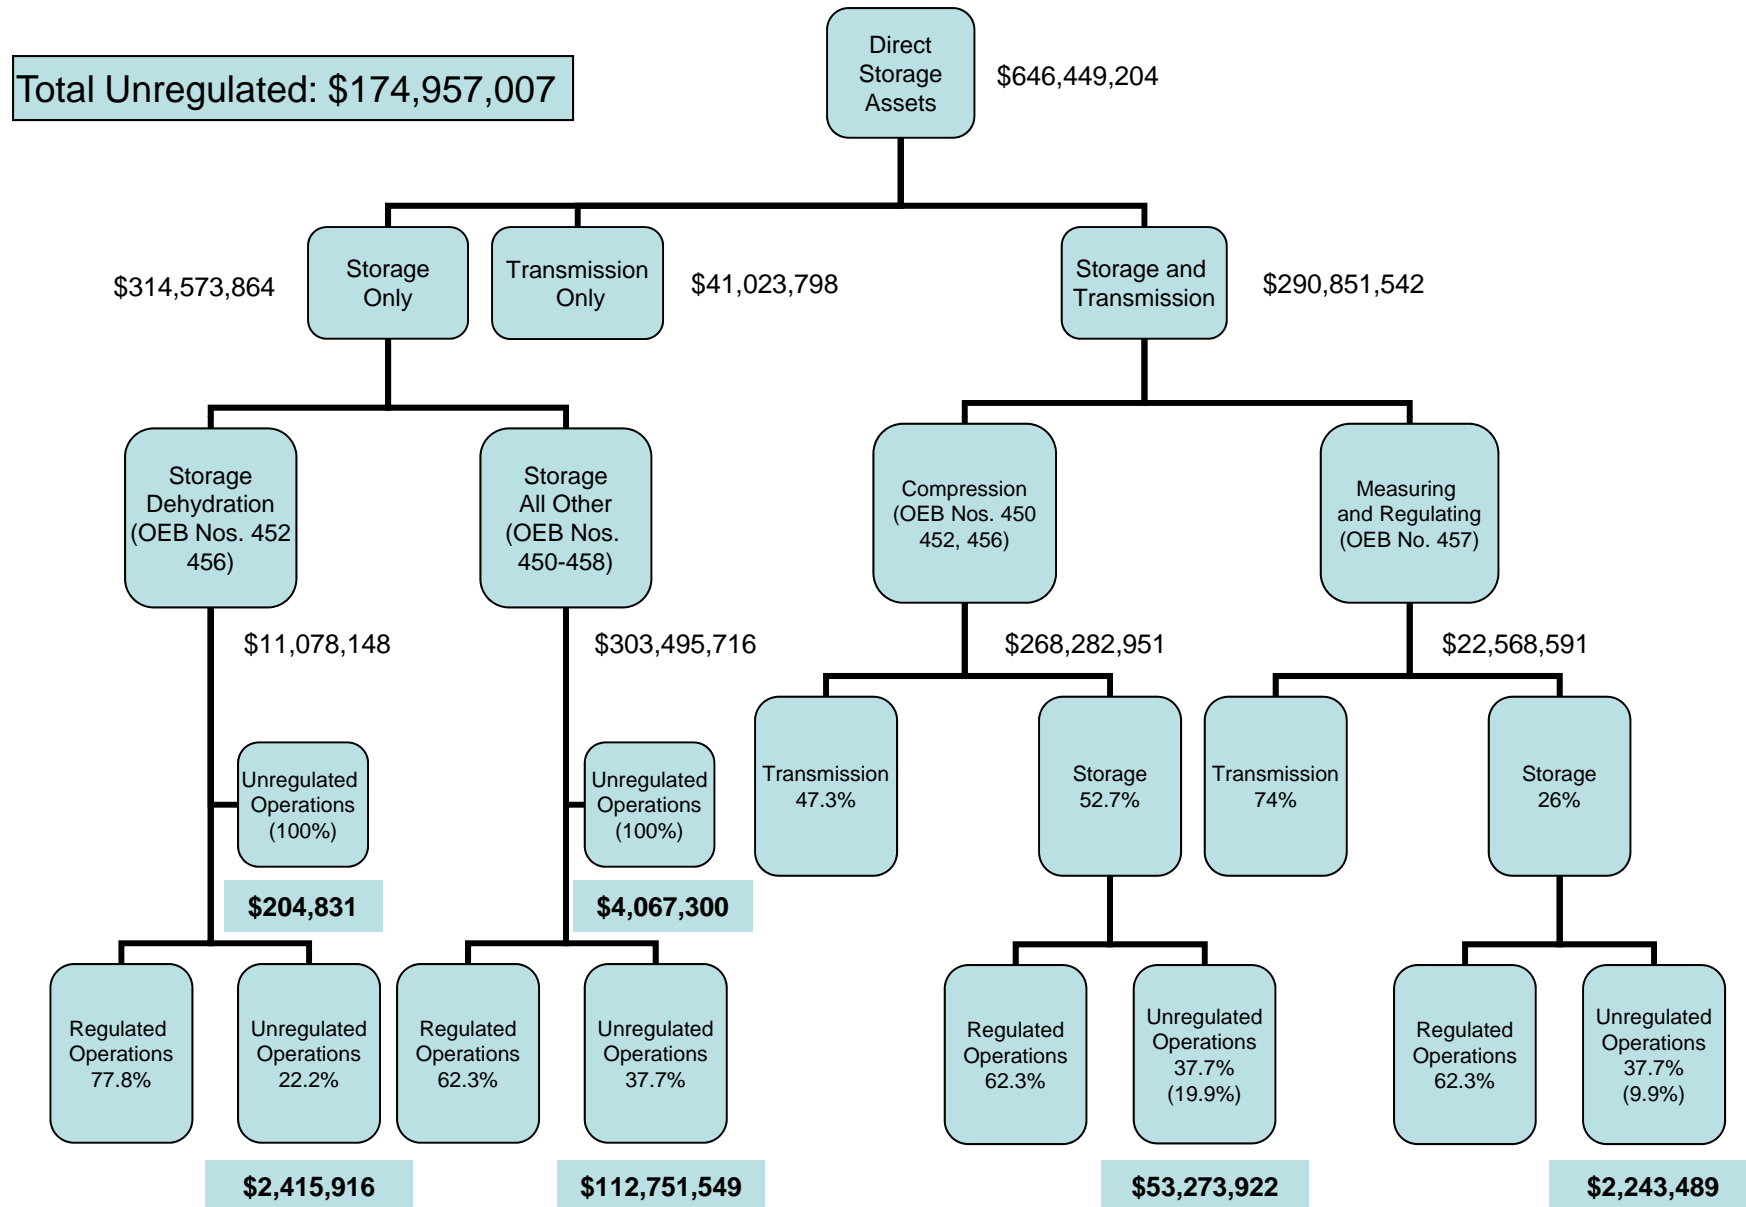 Direct
Storage
Assets
$646,449,204
Total Unregulated: $174,957,007
$314,573,864
Storage
Only
Transmission
Only
$41,023,798
Storage and
Transmission
$290,851,542
Storage
Dehydration
(OEB Nos. 452
456)
Storage
All Other
(OEB Nos.
450-458)
Compression
(OEB Nos. 450
452, 456)
Measuring
and Regulating
(OEB No. 457)
$11,078,148
$303,495,716
$268,282,951
$22,568,591
Unregulated
Operations
(100%)
Unregulated
Operations
(100%)
Transmission
47.3%
Storage
52.7%
Transmission
74%
Storage
26%
$204,831
$4,067,300
Regulated
Operations
77.8%
Unregulated
Operations
22.2%
Regulated
Operations
62.3%
Unregulated
Operations
37.7%
Regulated
Operations
62.3%
Unregulated
Operations
37.7%
(19.9%)
Regulated
Operations
62.3%
Unregulated
Operations
37.7%
(9.9%)
$2,415,916
$112,751,549
$53,273,922
$2,243,489